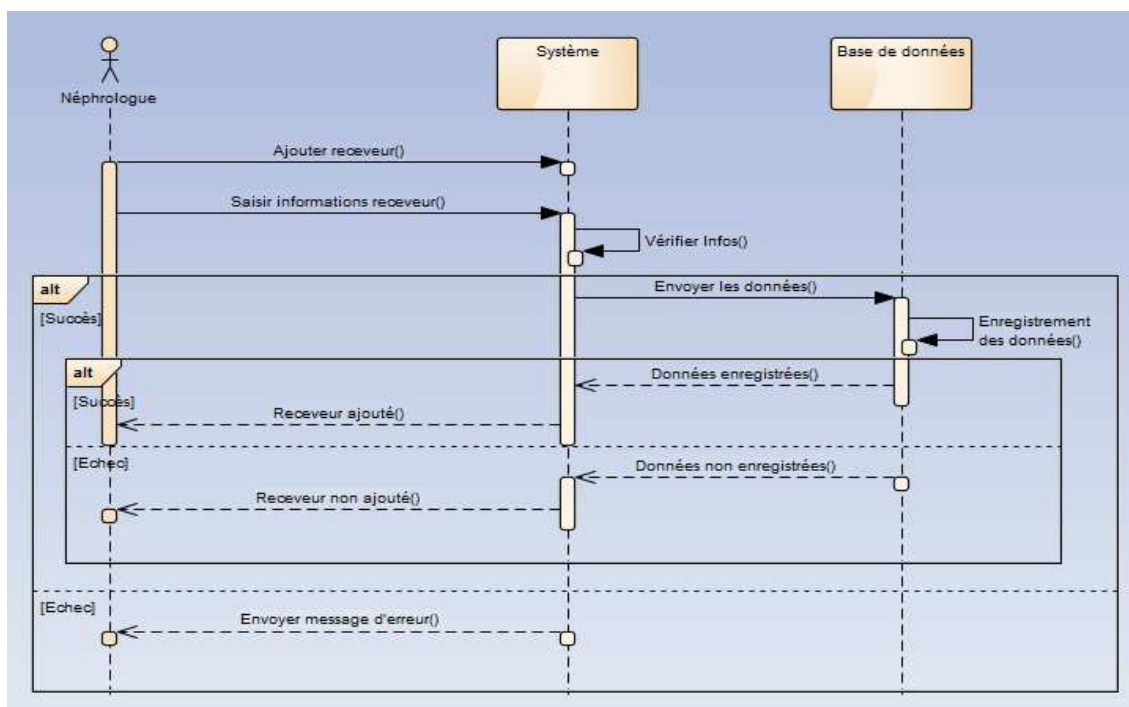 Système
Base de données
Néphrologue
Ajouter receveur()
Saisir informations receveur()
Vérifier Infos()
alt
Envoyer les données()
[Succès]
Enregistrement
des données()
alt
Données enregistrées()
[Succès]
Receveur ajouté()
[Echec]
Données non enregistrées()
Receveur non ajouté()
[Echec]
Envoyer message d'erreur()